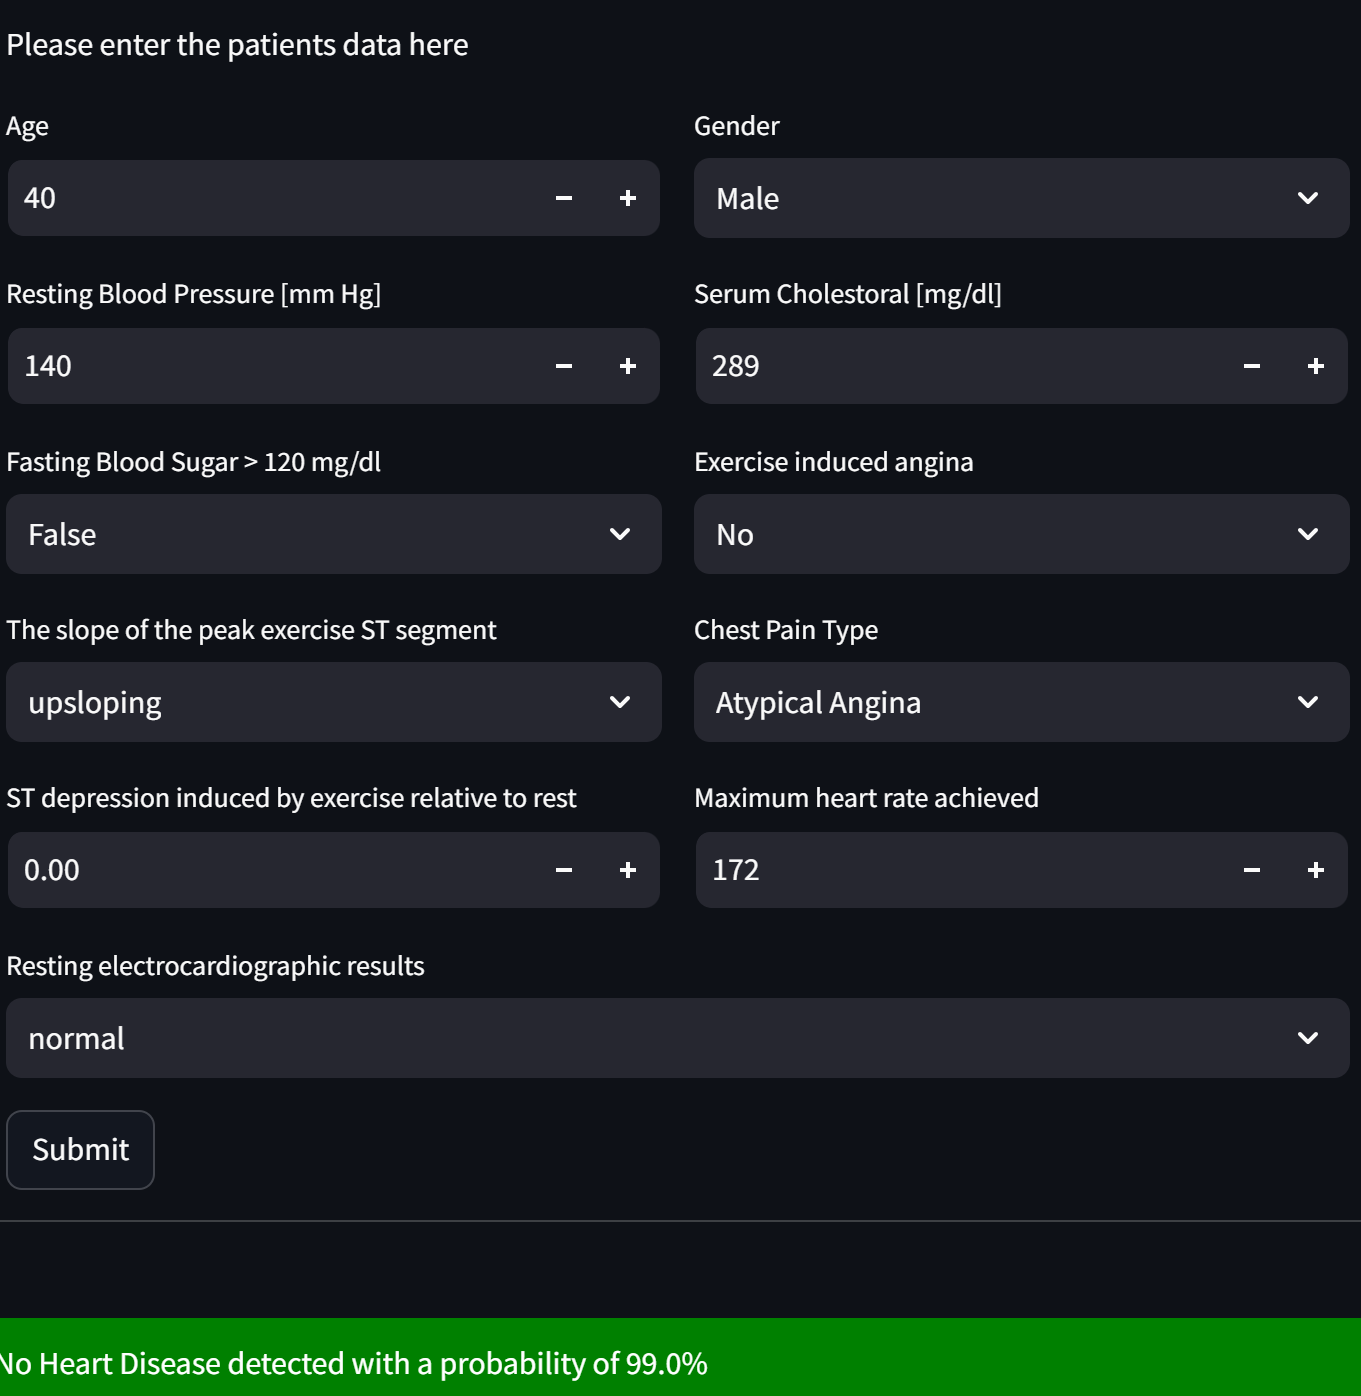 Please enter the patients data here
Age
Gender
40
Male
Resting Blood Pressure [mm Hg]
Serum Cholestoral [mg/dl]
140
289
Fasting Blood Sugar > 120 mg/dl
Exercise induced angina
False
No
The slope of the peak exercise ST segment
Chest Pain Type
upsloping
Atypical Angina
ST depression induced by exercise relative to rest
Maximum heart rate achieved
0.00
172
Resting electrocardiographic results
normal
Submit
No Heart Disease detected with a probability of 99.0%